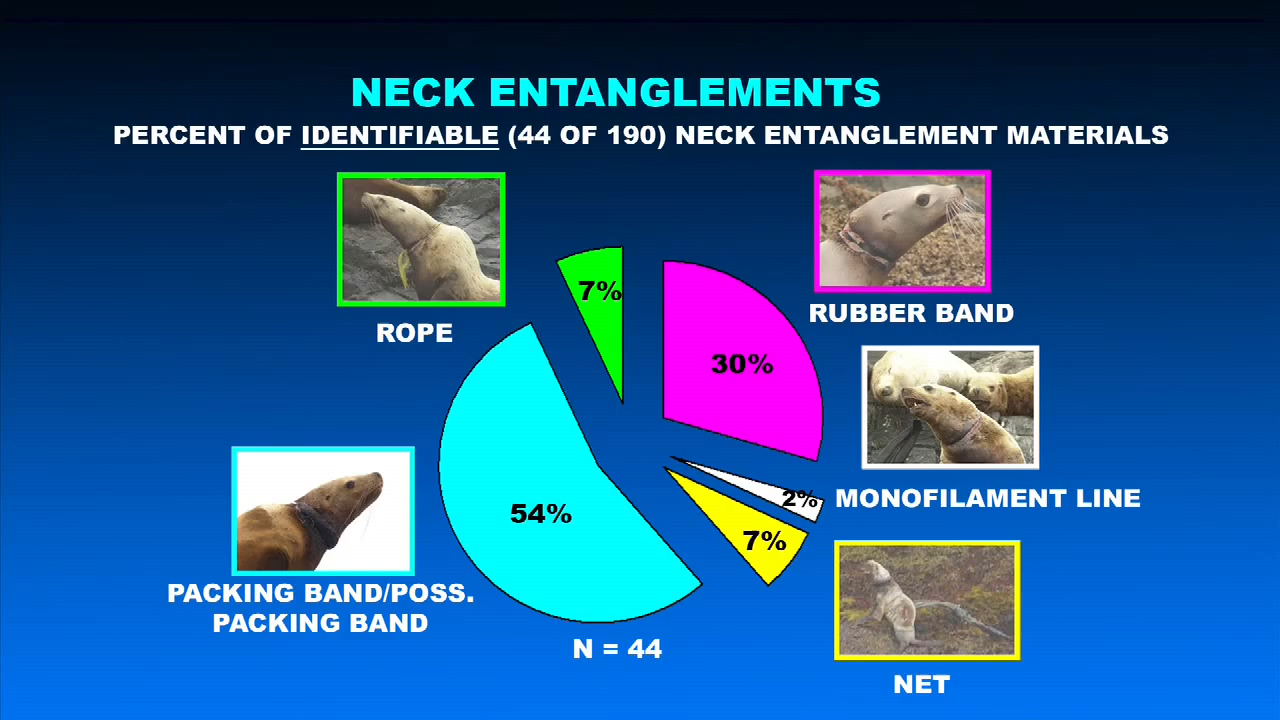 NECK ENTANGLEMENTS
PERCENT OF IDENTIFIABLE (44 OF 190) NECK ENTANGLEMENT MATERIALS
7%
ROPE
30%
RUBBER BAND
2%
MONOFILAMENT LINE
7%
NET
54%
PACKING BAND/POSS.
PACKING BAND
N = 44